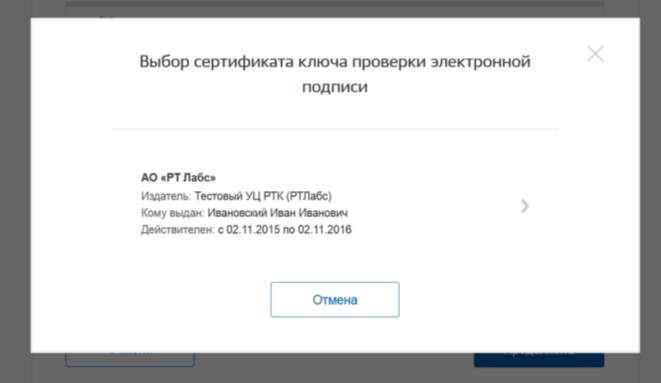 Выбор сертификата ключа проверки электронной
подписи
АО «РТ Лабс»
Издатель: Тестовый УЦ РТК (РТЛабс)
Кому выдан: Ивановский Иван Иванович
Действителен: с 02.11.2015 по 02.11.2016
Отмена